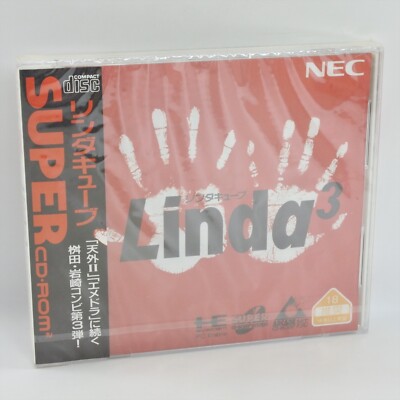 COMPACT
disc
リンダキューブ
SUPER
CD-ROM²
「天外II」「エメドラ」に続く
桝田・岩崎コンビ第3弾!
NEC
リンダキューブ
Linda³
HE
18